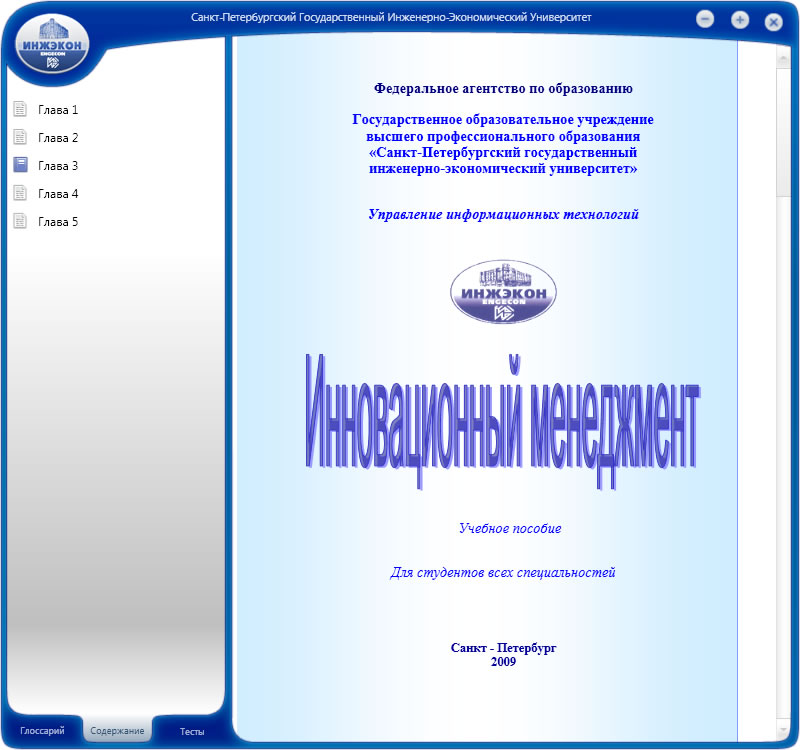 Санкт-Петербургский Государственный Инженерно-Экономический Университет
ИНЖЭКОН
ENGECON
Глава 1
Глава 2
Глава 3
Глава 4
Глава 5
Федеральное агентство по образованию
Государственное образовательное учреждение
высшего профессионального образования
«Санкт-Петербургский государственный
инженерно-экономический университет»
Управление информационных технологий
ИНЖЭКОН
ENGECON
Инновационный менеджмент
Учебное пособие
Для студентов всех специальностей
Санкт - Петербург
2009
Глоссарий
Содержание
Тесты